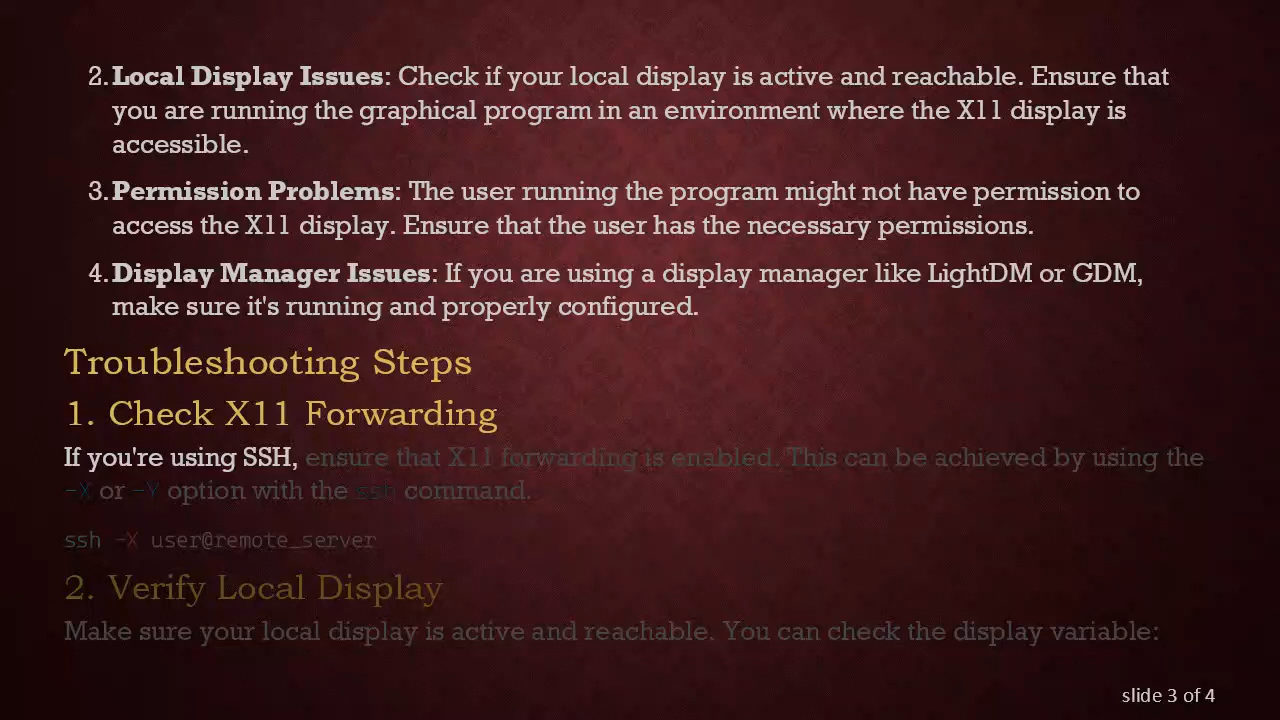 2. Local Display Issues: Check if your local display is active and reachable. Ensure that
you are running the graphical program in an environment where the X11 display is
accessible.
3. Permission Problems: The user running the program might not have permission to
access the X11 display. Ensure that the user has the necessary permissions.
4. Display Manager Issues: If you are using a display manager like LightDM or GDM,
make sure it's running and properly configured.
Troubleshooting Steps
1. Check X11 Forwarding
If you're using SSH, ensure that X11 forwarding is enabled. This can be achieved by using the
-X or -Y option with the ssh command.
ssh -X user@remote_server
2. Verify Local Display
Make sure your local display is active and reachable. You can check the display variable:
slide 3 of 4